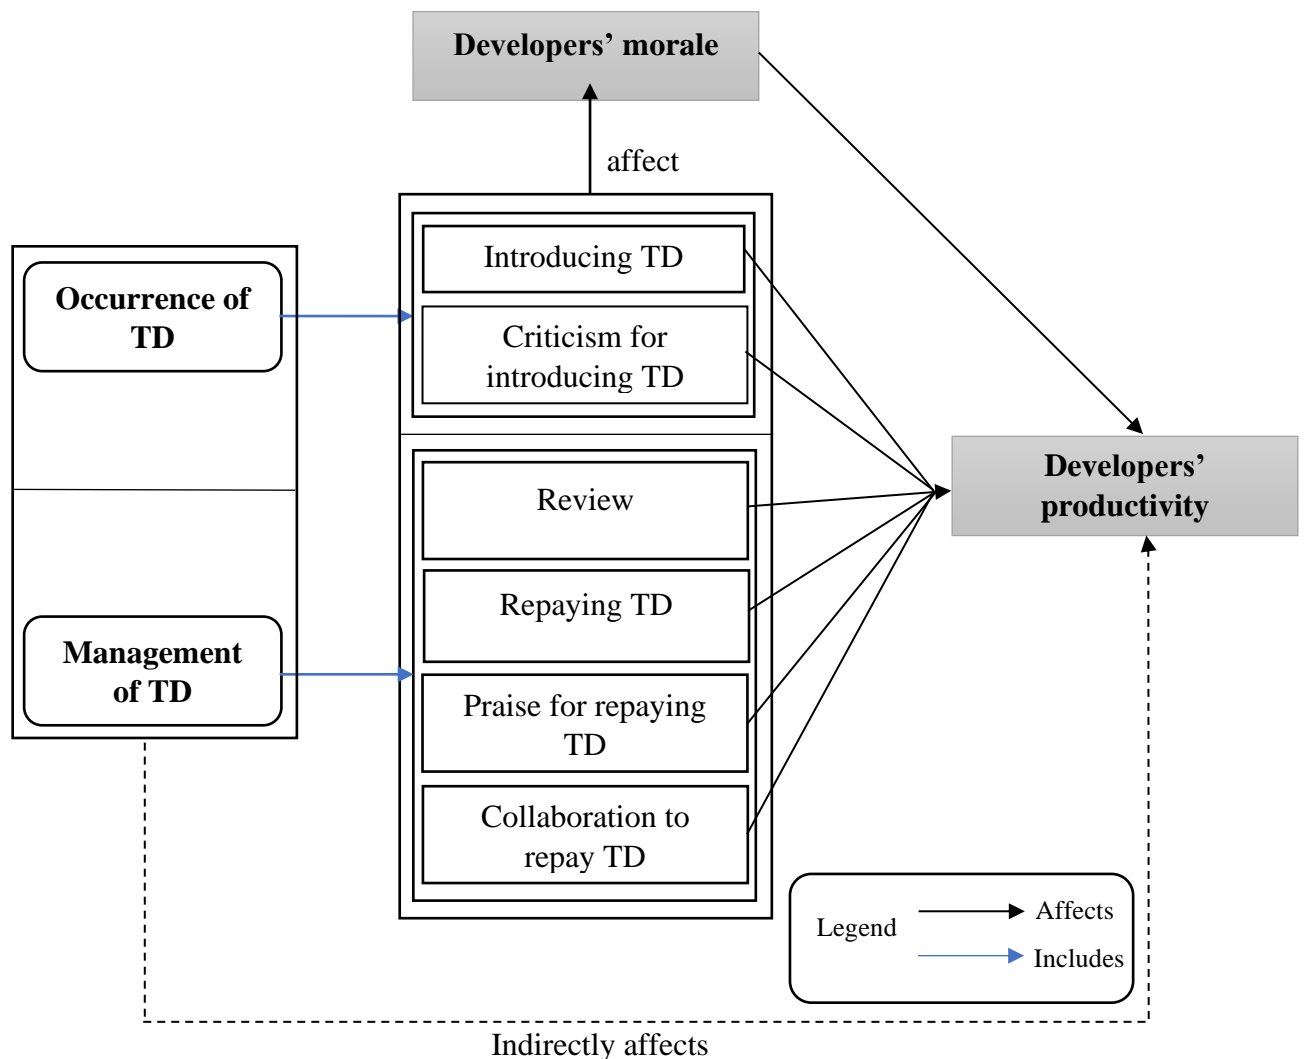 Developers’ morale
affect
Introducing TD
Occurrence of
TD
Criticism for
introducing TD
Developers’
productivity
Review
Repaying TD
Management
of TD
Praise for repaying
TD
Collaboration to
repay TD
Legend
Affects
Includes
Indirectly affects